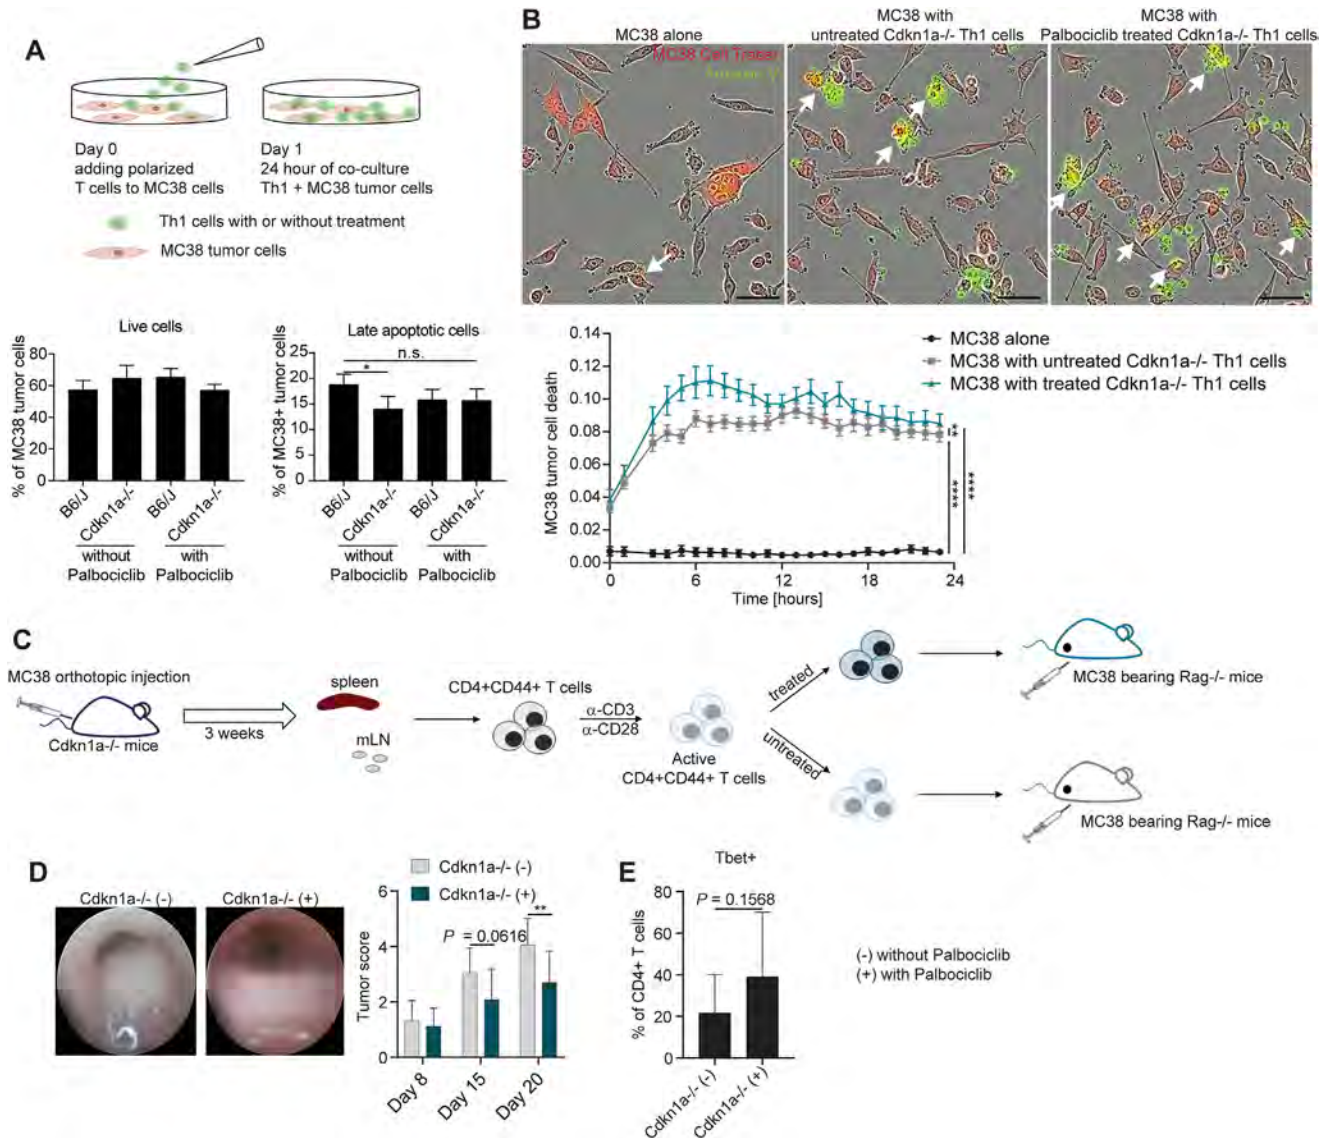 A
Day 0
adding polarized
T cells to MC38 cells
Day 1
24 hour of co-culture
Th1 + MC38 tumor cells
Th1 cells with or without treatment
MC38 tumor cells
Live cells
% of MC38 tumor cells
80
60
40
20
0
B6/J
Cdkn1a-/-
B6/J
Cdkn1a-/-
without
Palbociclib
with
Palbociclib
Late apoptotic cells
% of MC38+ tumor cells
25
20
15
10
5
0
n.s.
*
B6/J
Cdkn1a-/-
B6/J
Cdkn1a-/-
without
Palbociclib
with
Palbociclib
B
MC38 alone
MC38 with
untreated Cdkn1a-/- Th1 cells
MC38 with
Palbociclib treated Cdkn1a-/- Th1 cells
MC38 Cell Tracer
MC38 alone
MC38 with untreated Cdkn1a-/- Th1 cells
MC38 with treated Cdkn1a-/- Th1 cells
MC38 tumor cell death
0.14
0.12
0.10
0.08
0.06
0.04
0.02
0.00
0
6
12
18
24
Time [hours]
**
****
****
C
MC38 orthotopic injection
Cdkn1a-/- mice
3 weeks
spleen
mLN
CD4+CD44+ T cells
α-CD3
α-CD28
Active
CD4+CD44+ T cells
treated
untreated
MC38 bearing Rag-/- mice
MC38 bearing Rag-/- mice
D
Cdkn1a-/- (-)
Cdkn1a-/- (+)
Cdkn1a-/- (-)
Cdkn1a-/- (+)
Tumor score
6
4
2
0
P = 0.0616
**
Day 8
Day 15
Day 20
E
Tbet+
% of CD4+ T cells
80
60
40
20
0
P = 0.1568
Cdkn1a-/- (-)
Cdkn1a-/- (+)
(-) without Palbociclib
(+) with Palbociclib